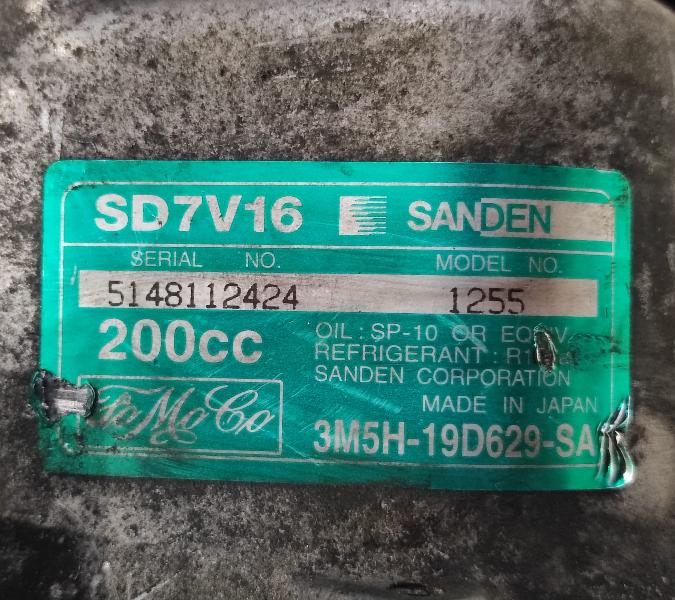 SD7V16 SANDEN
SERIAL NO. MODEL NO.
5148112424 1255
200cc
OIL : SP-10 OR
REFRIGERANT :
SANDEN CORPORATION
MADE IN JAPAN
FoMoCo
3M5H-19D629-SA